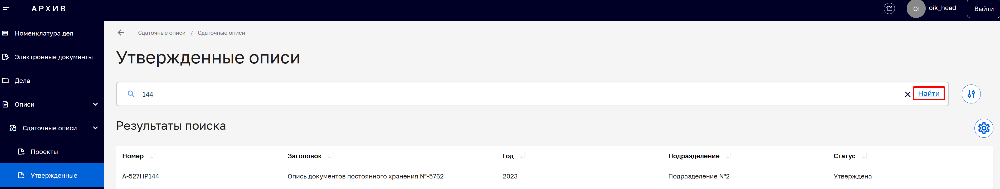 АРХИВ
OI
oik_head
Выйти
Номенклатура дел
Электронные документы
Дела
Описи
Сдаточные описи
Проекты
Утвержденные
Сдаточные описи / Сдаточные описи
Утвержденные описи
144
Найти
Результаты поиска
Номер Заголовок Год Подразделение Статус
А-527НР144 Опись документов постоянного хранения №-5762 2023 Подразделение №2 Утверждена